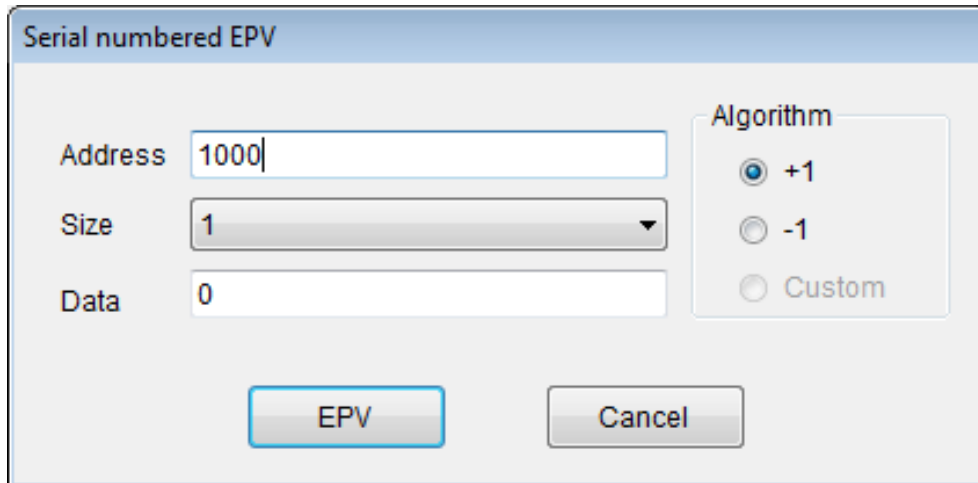 Serial numbered EPV
Address 1000
Size 1
Data 0
Algorithm
+1
-1
Custom
EPV Cancel